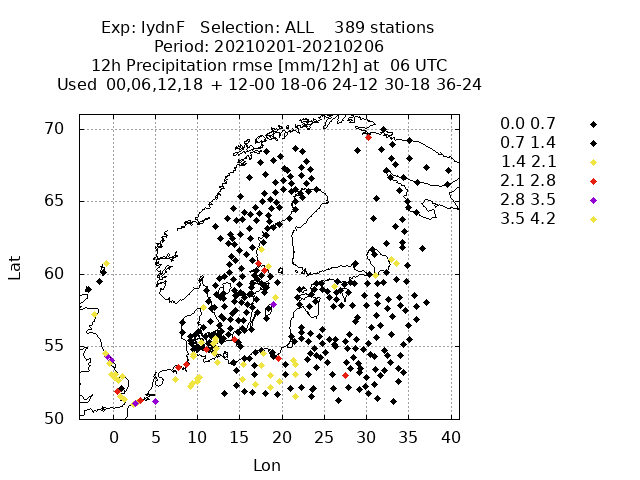 Exp: IydnF   Selection: ALL    389 stations
Period: 20210201-20210206
12h Precipitation rmse [mm/12h] at  06 UTC
Used  00,06,12,18  + 12-00 18-06 24-12 30-18 36-24
0.0 0.7
0.7 1.4
1.4 2.1
2.1 2.8
2.8 3.5
3.5 4.2
70
65
60
55
50
Lat
0 5 10 15 20 25 30 35 40
Lon